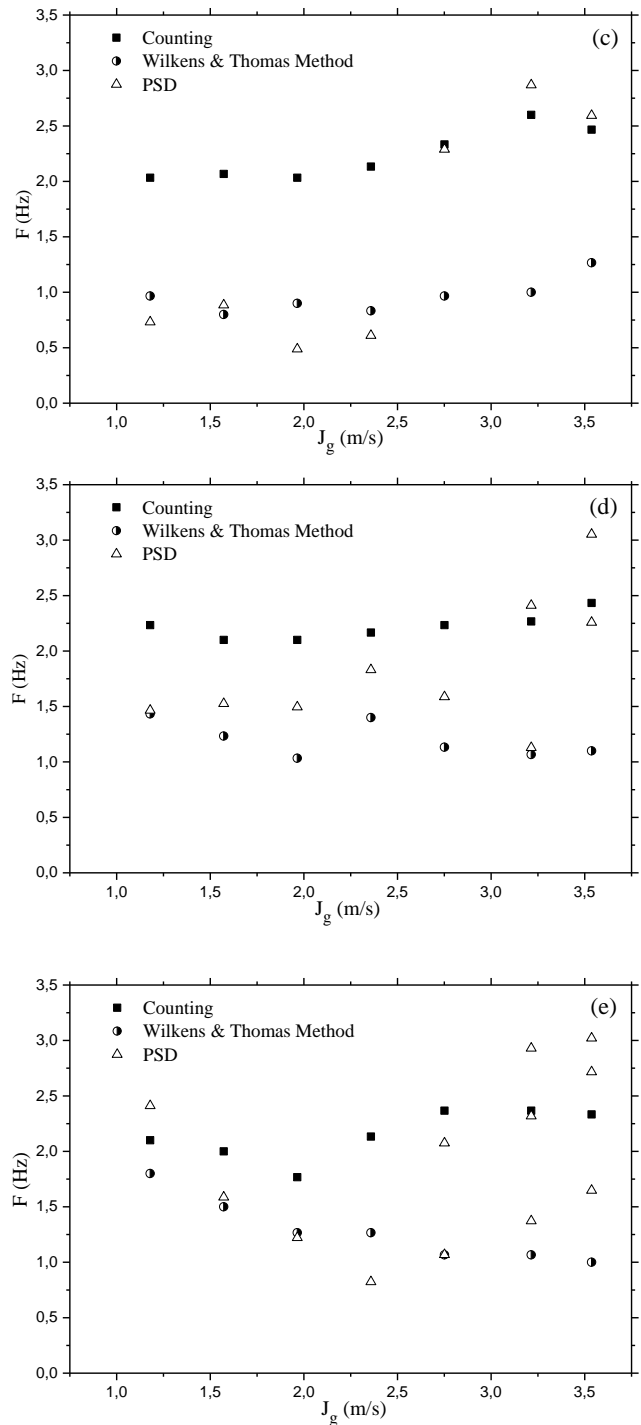 3,5
(c)
Counting
Wilkens & Thomas Method
3,0
PSD
2,5
2,0
F (Hz)
1,5
1,0
0,5
0,0
1,0 1,5 2,0 2,5 3,0 3,5
J_g (m/s)
3,5
(d)
Counting
Wilkens & Thomas Method
3,0
PSD
2,5
2,0
F (Hz)
1,5
1,0
0,5
0,0
1,0 1,5 2,0 2,5 3,0 3,5
J_g (m/s)
3,5
(e)
Counting
Wilkens & Thomas Method
3,0
PSD
2,5
2,0
F (Hz)
1,5
1,0
0,5
0,0
1,0 1,5 2,0 2,5 3,0 3,5
J_g (m/s)